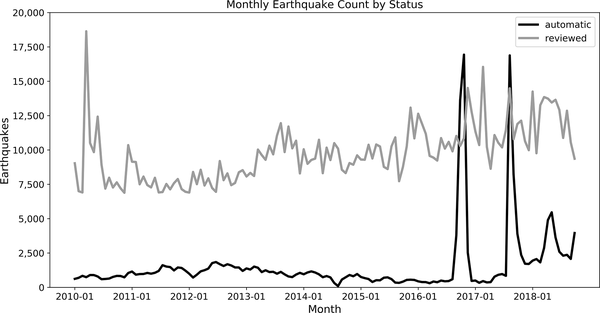 Monthly Earthquake Count by Status
20,000
17,500
15,000
12,500
10,000
7,500
5,000
2,500
0
Earthquakes
automatic
reviewed
2010-01 2011-01 2012-01 2013-01 2014-01 2015-01 2016-01 2017-01 2018-01
Month